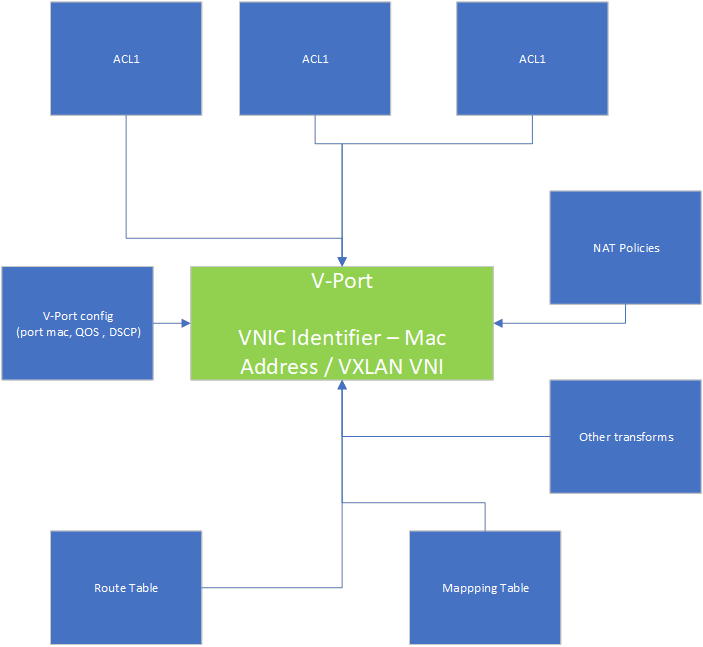 ACL1
ACL1
ACL1
NAT Policies
V-Port config
(port mac, QOS , DSCP)
V-Port
VNIC Identifier – Mac
Address / VXLAN VNI
Other transforms
Route Table
Mappping Table